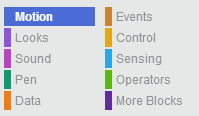 Motion
Looks
Sound
Pen
Data
Events
Control
Sensing
Operators
More Blocks